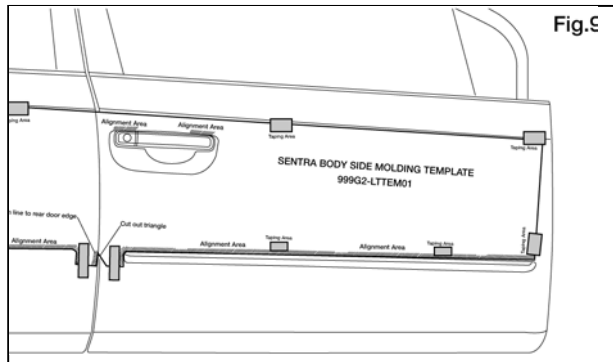 Fig.9
Alignment Area
Alignment Area
Taping Area
Taping Area
Taping Area
SENTRA BODY SIDE MOLDING TEMPLATE
999G2-LTTEM01
line to rear door edge
Cut out triangle
Alignment Area
Alignment Area
Taping Area
Alignment Area
Taping Area
Taping Area